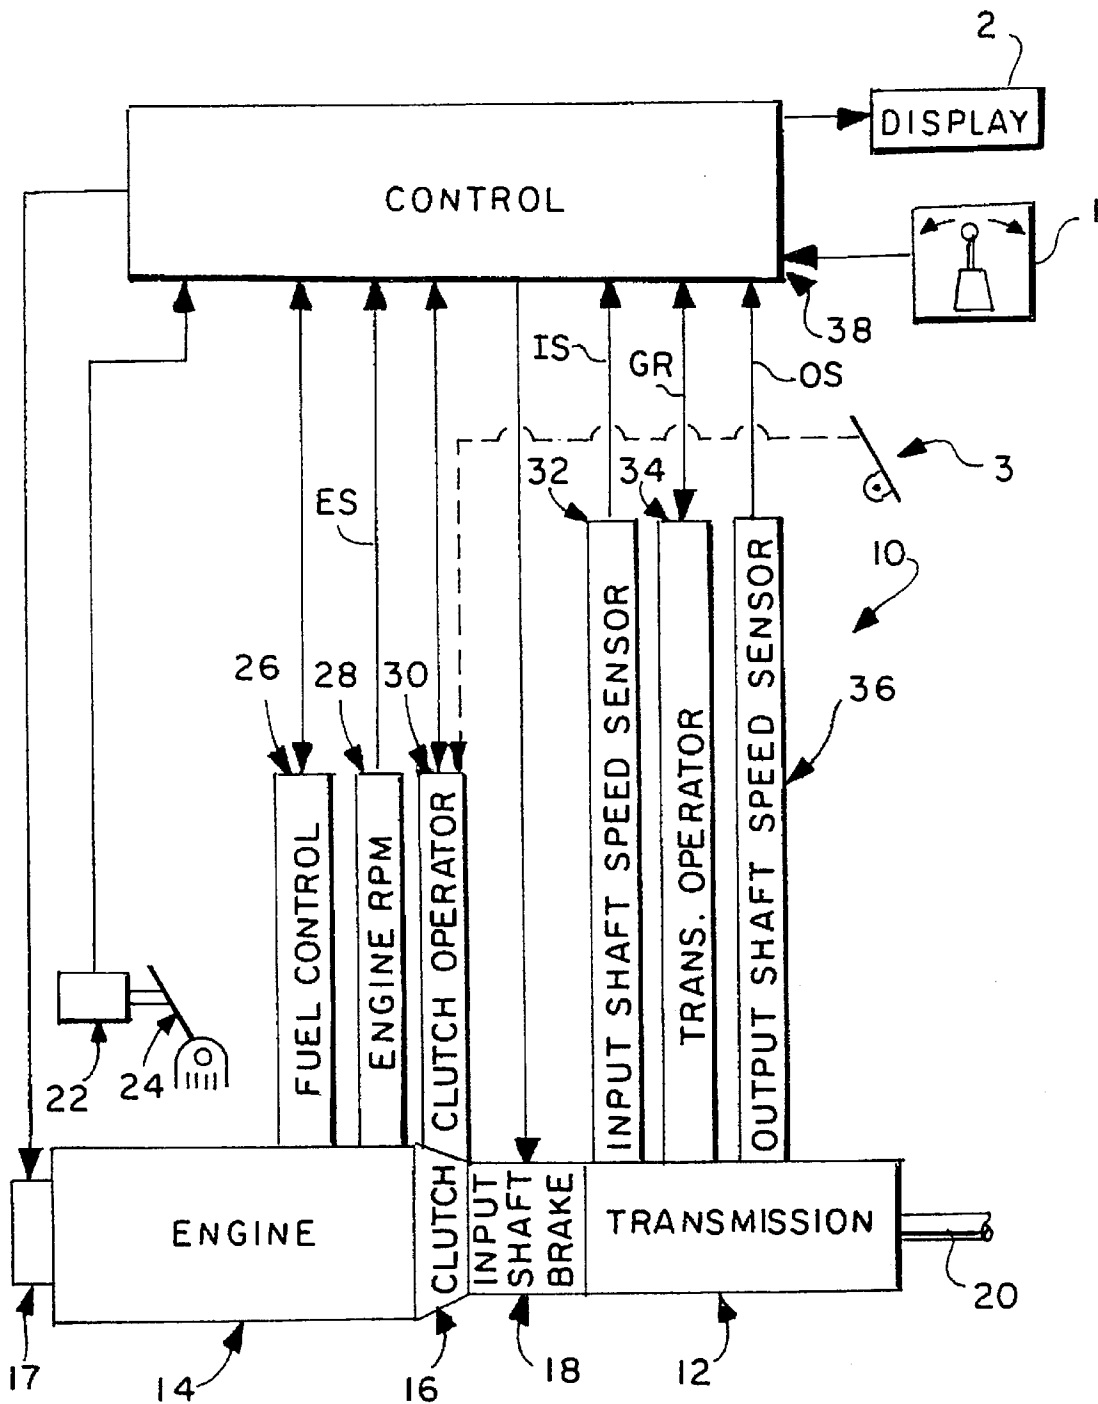 2
DISPLAY
CONTROL
1
38
IS
GR
OS
3
32
34
ES
10
26
28
30
36
FUEL CONTROL
ENGINE RPM
CLUTCH OPERATOR
INPUT SHAFT SPEED SENSOR
TRANS. OPERATOR
OUTPUT SHAFT SPEED SENSOR
22
24
ENGINE
CLUTCH
INPUT
SHAFT
BRAKE
TRANSMISSION
20
17
14
16
18
12